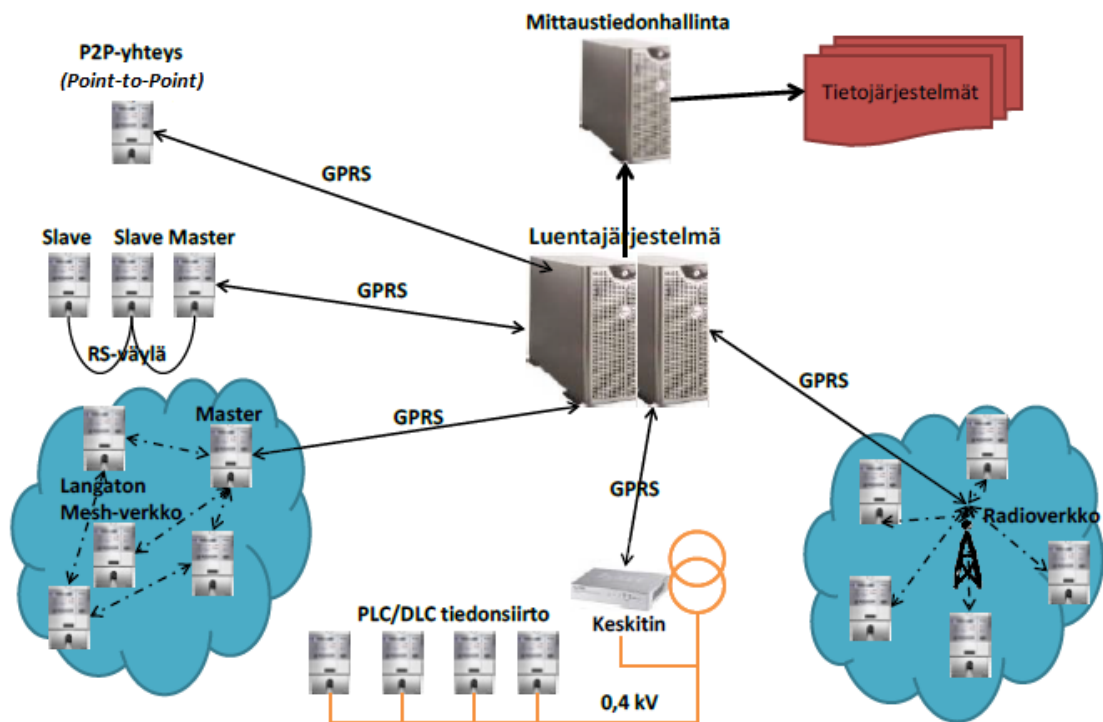 Mittaustiedonhallinta
P2P-yhteys
(Point-to-Point)
Tietojärjestelmät
GPRS
Slave
Slave
Master
Luentajärjestelmä
GPRS
RS-väylä
GPRS
Master
GPRS
Langaton
Mesh-verkko
GPRS
Radioverkko
PLC/DLC tiedonsiirto
Keskitin
0,4 kV